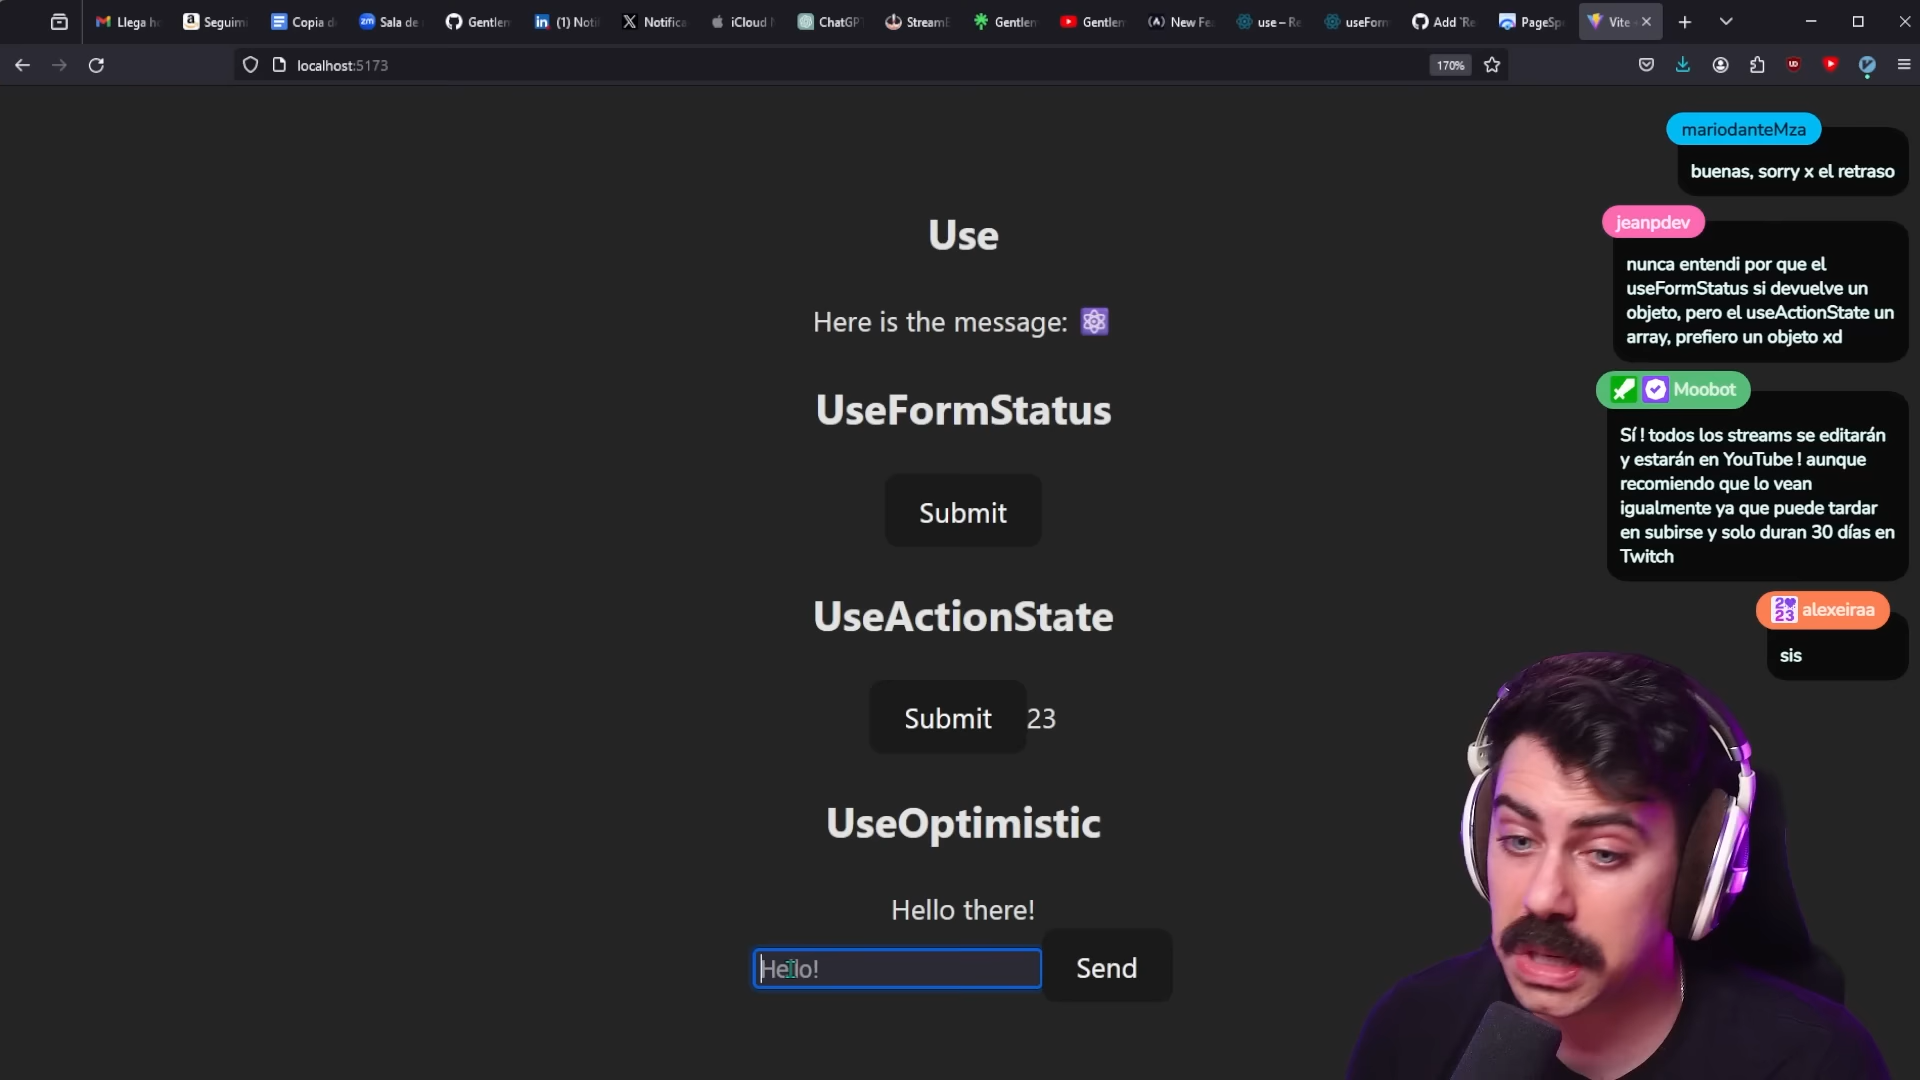 Llega h
Seguimi
Copia d
Sala de
Gentlen
(1) Noti
Notifica
iCloud
ChatGP
StreamE
Gentlen
Gentlen
New Fe
use – Re
useForm
Add `Re
PageSp
Vite
localhost:5173
170%
Use
Here is the message:
UseFormStatus
Submit
UseActionState
Submit 23
UseOptimistic
Hello there!
Hello! Send
mariodanteMza
buenas, sorry x el retraso
jeanpdev
nunca entendi por que el
useFormStatus si devuelve un
objeto, pero el useActionState un
array, prefiero un objeto xd
Moobot
Sí ! todos los streams se editarán
y estarán en YouTube ! aunque
recomiendo que lo vean
igualmente ya que puede tardar
en subirse y solo duran 30 días en
Twitch
2023 alexeiraa
sis